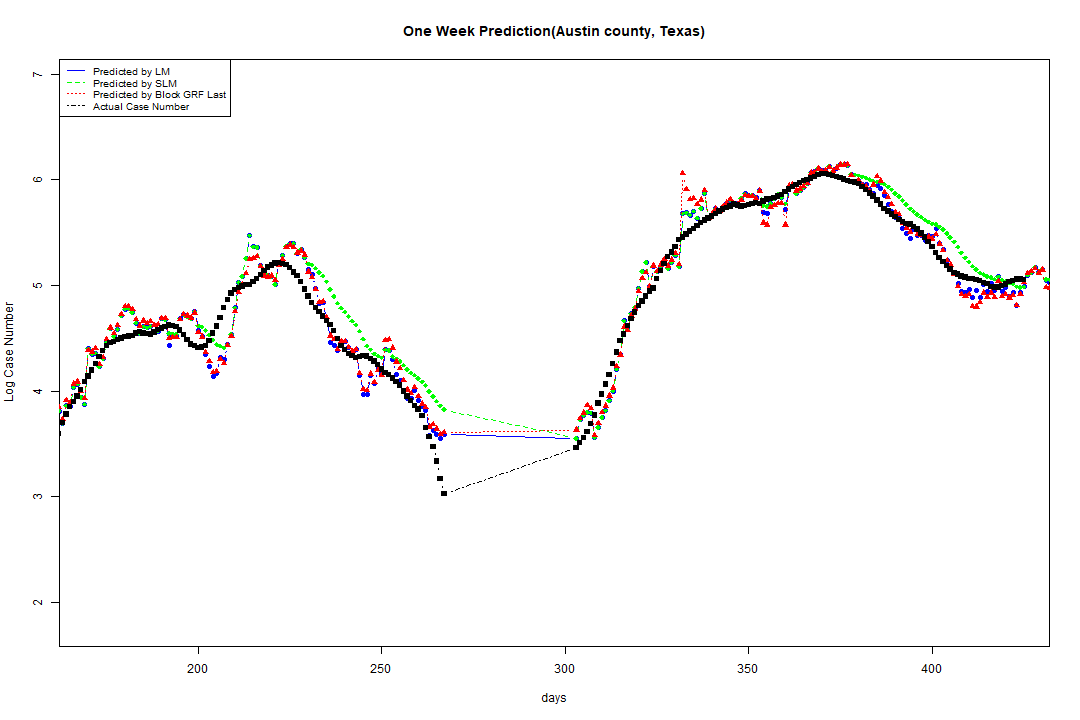 One Week Prediction(Austin county, Texas)
Predicted by LM
Predicted by SLM
Predicted by Block GRF Last
Actual Case Number
7
6
5
4
3
2
Log Case Number
200 250 300 350 400
days